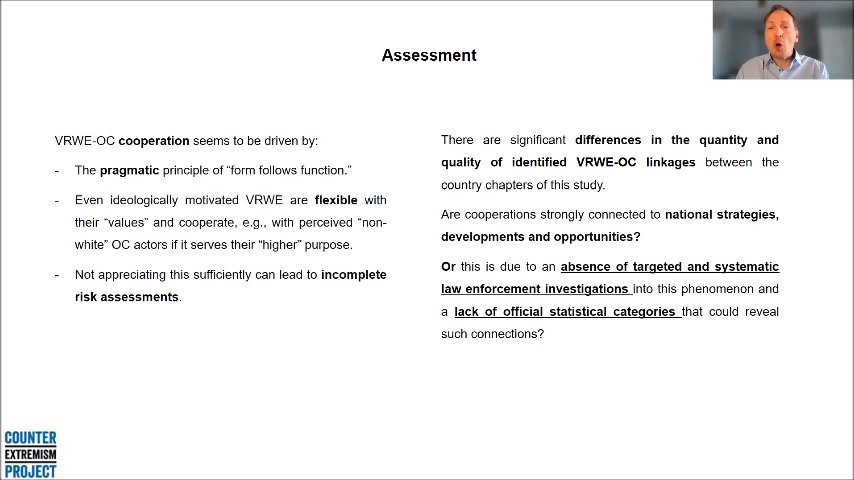 Assessment
VRWE-OC cooperation seems to be driven by:
- The pragmatic principle of “form follows function.”
- Even ideologically motivated VRWE are flexible with
their “values” and cooperate, e.g., with perceived “non-
white” OC actors if it serves their “higher” purpose.
- Not appreciating this sufficiently can lead to incomplete
risk assessments.
There are significant differences in the quantity and
quality of identified VRWE-OC linkages between the
country chapters of this study.
Are cooperations strongly connected to national strategies,
developments and opportunities?
Or this is due to an absence of targeted and systematic
law enforcement investigations into this phenomenon and
a lack of official statistical categories that could reveal
such connections?
COUNTER
EXTREMISM
PROJECT